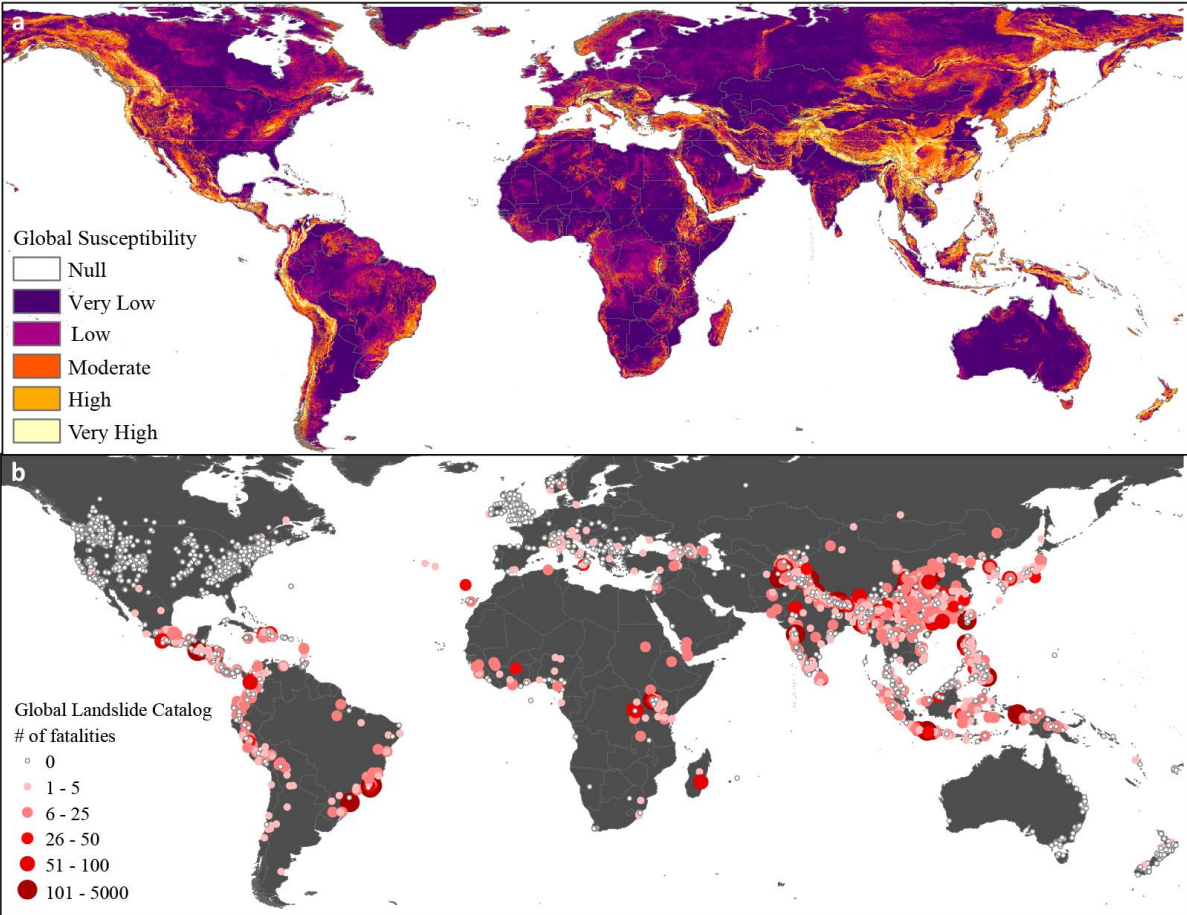 a
Global Susceptibility
Null
Very Low
Low
Moderate
High
Very High
b
Global Landslide Catalog
# of fatalities
0
1 - 5
6 - 25
26 - 50
51 - 100
101 - 5000